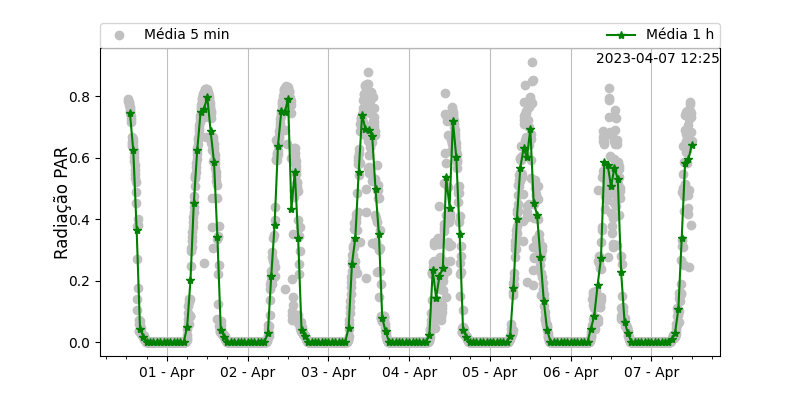 Média 5 min
Média 1 h
2023-04-07 12:25
Radiação PAR
0.8
0.6
0.4
0.2
0.0
01 - Apr
02 - Apr
03 - Apr
04 - Apr
05 - Apr
06 - Apr
07 - Apr